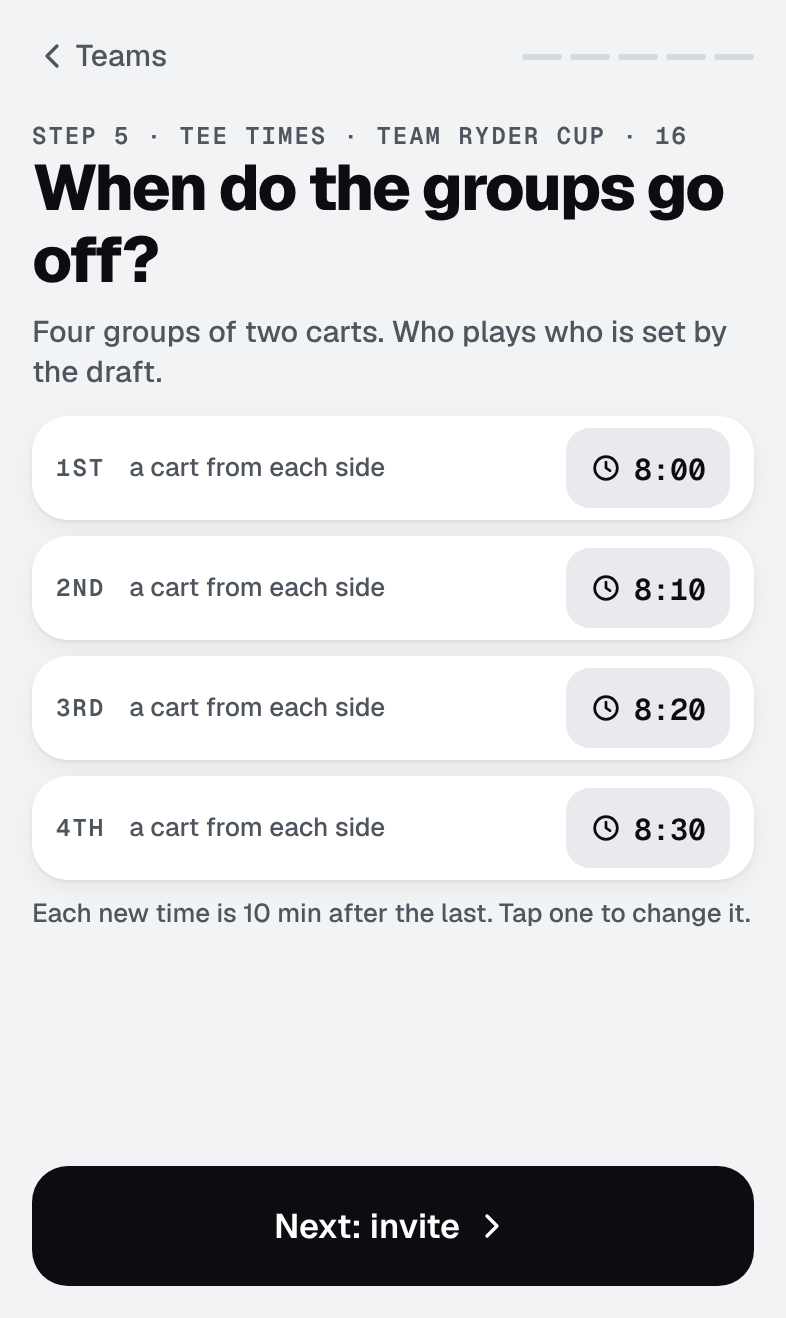 Teams
STEP 5 · TEE TIMES · TEAM RYDER CUP · 16
When do the groups go
off?
Four groups of two carts. Who plays who is set by
the draft.
1ST a cart from each side 8:00
2ND a cart from each side 8:10
3RD a cart from each side 8:20
4TH a cart from each side 8:30
Each new time is 10 min after the last. Tap one to change it.
Next: invite